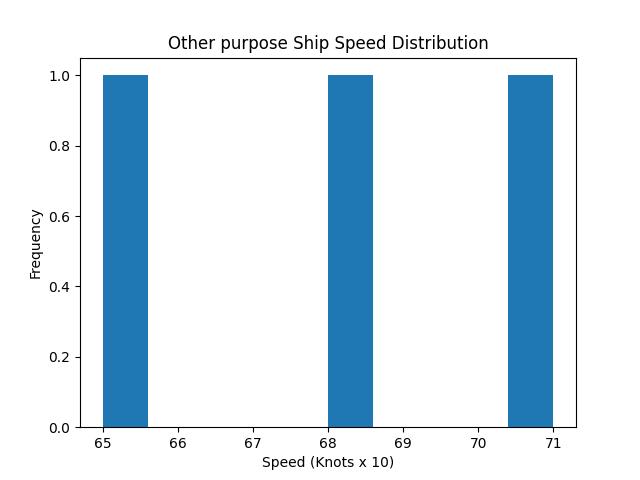 Other purpose Ship Speed Distribution
1.0
0.8
0.6
0.4
0.2
0.0
Frequency
65 66 67 68 69 70 71
Speed (Knots x 10)